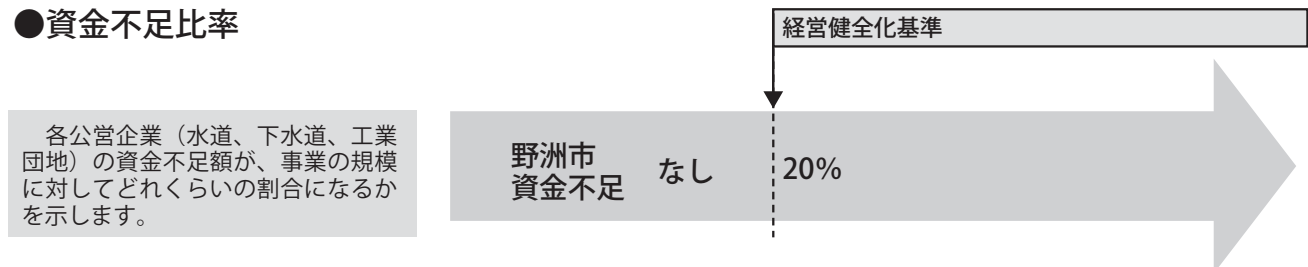 ●資金不足比率
経営健全化基準
　各公営企業（水道、下水道、工業
団地）の資金不足額が、事業の規模
に対してどれくらいの割合になるか
を示します。
野洲市
資金不足　なし
20%